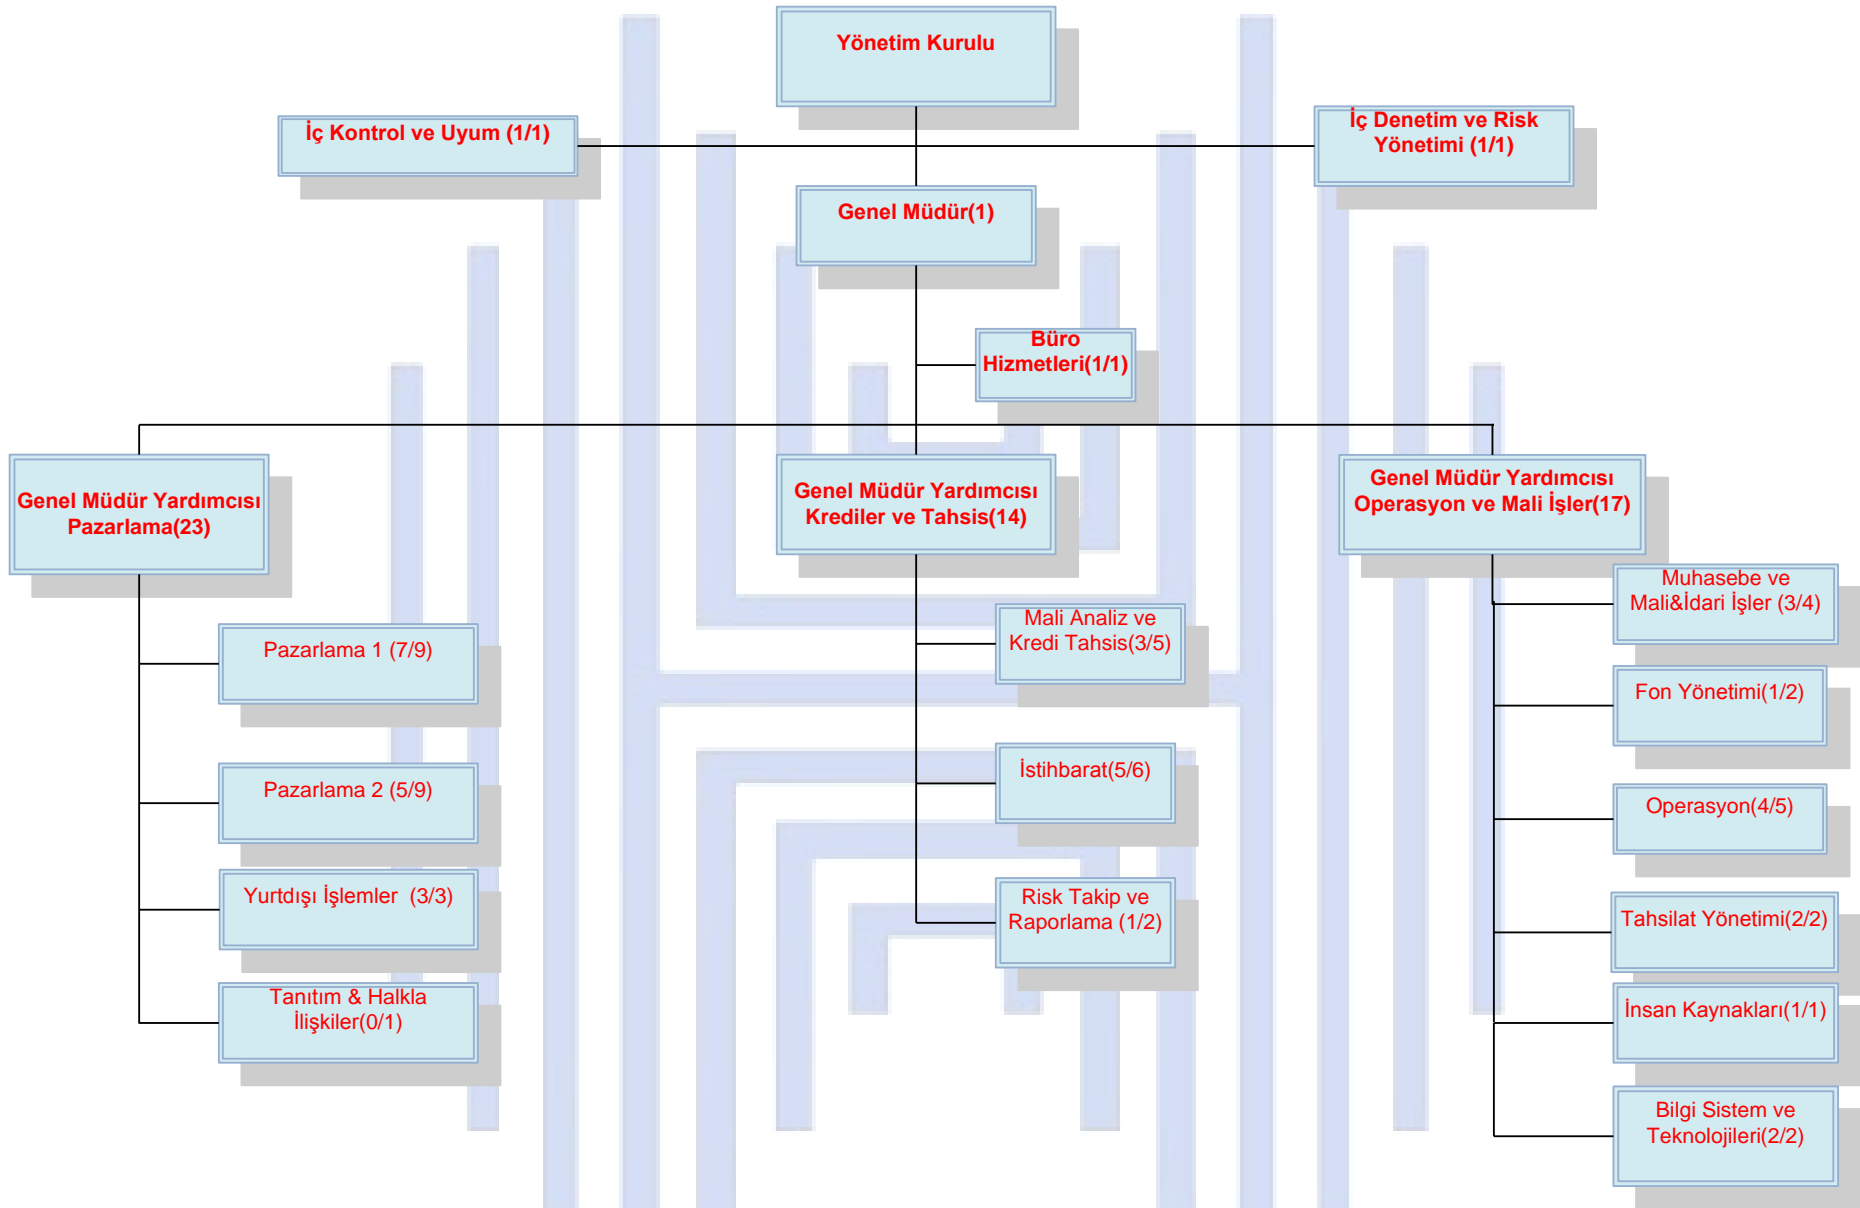 Yönetim Kurulu
İç Kontrol ve Uyum (1/1)
İç Denetim ve Risk
Yönetimi (1/1)
Genel Müdür(1)
Büro
Hizmetleri(1/1)
Genel Müdür Yardımcısı
Pazarlama(23)
Genel Müdür Yardımcısı
Krediler ve Tahsis(14)
Genel Müdür Yardımcısı
Operasyon ve Mali İşler(17)
Pazarlama 1 (7/9)
Pazarlama 2 (5/9)
Yurtdışı İşlemler  (3/3)
Tanıtım & Halkla
İlişkiler(0/1)
Mali Analiz ve
Kredi Tahsis(3/5)
İstihbarat(5/6)
Risk Takip ve
Raporlama (1/2)
Muhasebe ve
Mali&İdari İşler (3/4)
Fon Yönetimi(1/2)
Operasyon(4/5)
Tahsilat Yönetimi(2/2)
İnsan Kaynakları(1/1)
Bilgi Sistem ve
Teknolojileri(2/2)